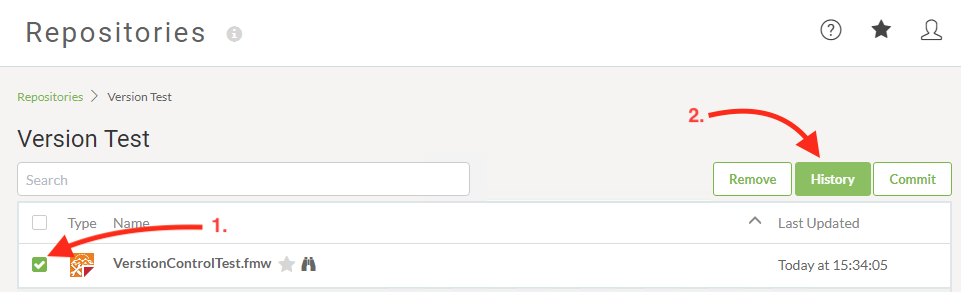 Repositories
Repositories > Version Test
2.
Version Test
Search
Remove History Commit
Type Name Last Updated
1.
VerstionControlTest.fmw Today at 15:34:05